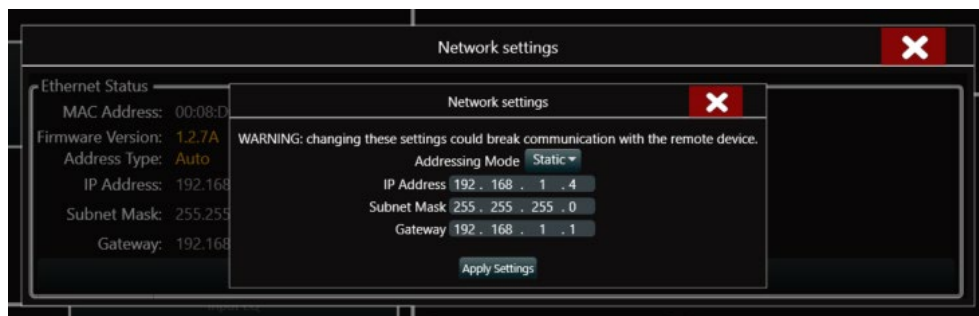 Network settings
Ethernet Status
MAC Address: 00:08:D
Firmware Version: 1.2.7A
Address Type: Auto
IP Address: 192.168
Subnet Mask: 255.255
Gateway: 192.168
Network settings
WARNING: changing these settings could break communication with the remote device.
Addressing Mode Static
IP Address 192 . 168 . 1 . 4
Subnet Mask 255 . 255 . 255 . 0
Gateway 192 . 168 . 1 . 1
Apply Settings